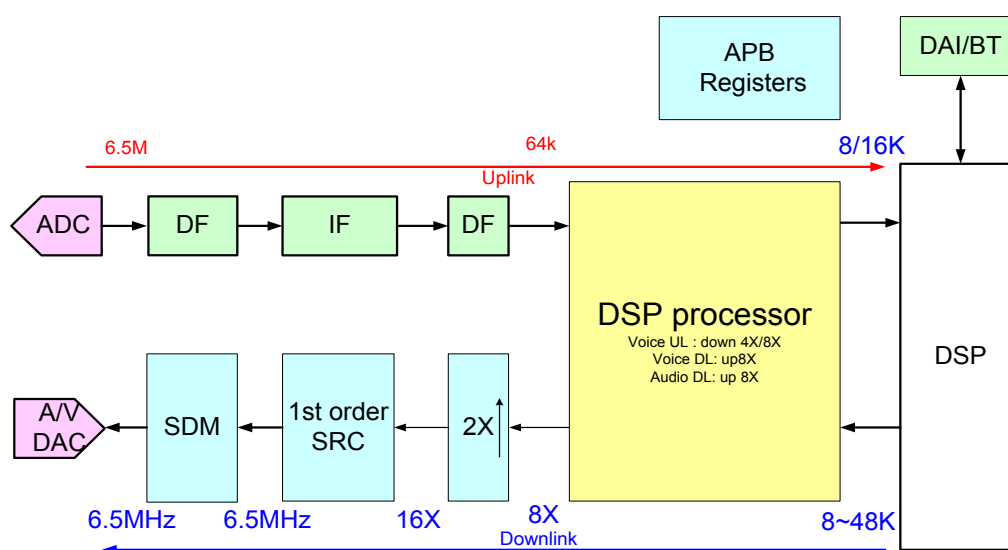 APB
Registers
DAI/BT
6.5M
64k
8/16K
Uplink
ADC
DF
IF
DF
DSP processor
Voice UL : down 4X/8X
Voice DL: up8X
Audio DL: up 8X
DSP
A/V
DAC
SDM
1st order
SRC
2X
6.5MHz
6.5MHz
16X
8X
8~48K
Downlink